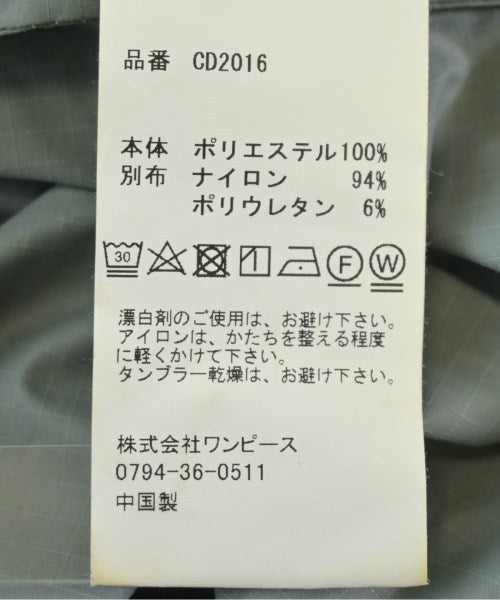 品番 CD2016
本体 ポリエステル100%
別布 ナイロン 94%
ポリウレタン 6%
30 F W
漂白剤のご使用は、お避け下さい。
アイロンは、かたちを整える程度
に軽くかけて下さい。
タンブラー乾燥は、お避け下さい。
株式会社ワンピース
0794-36-0511
中国製